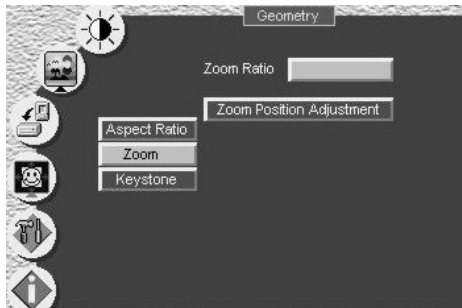 Geometry
Zoom Ratio
Zoom Position Adjustment
Aspect Ratio
Zoom
Keystone